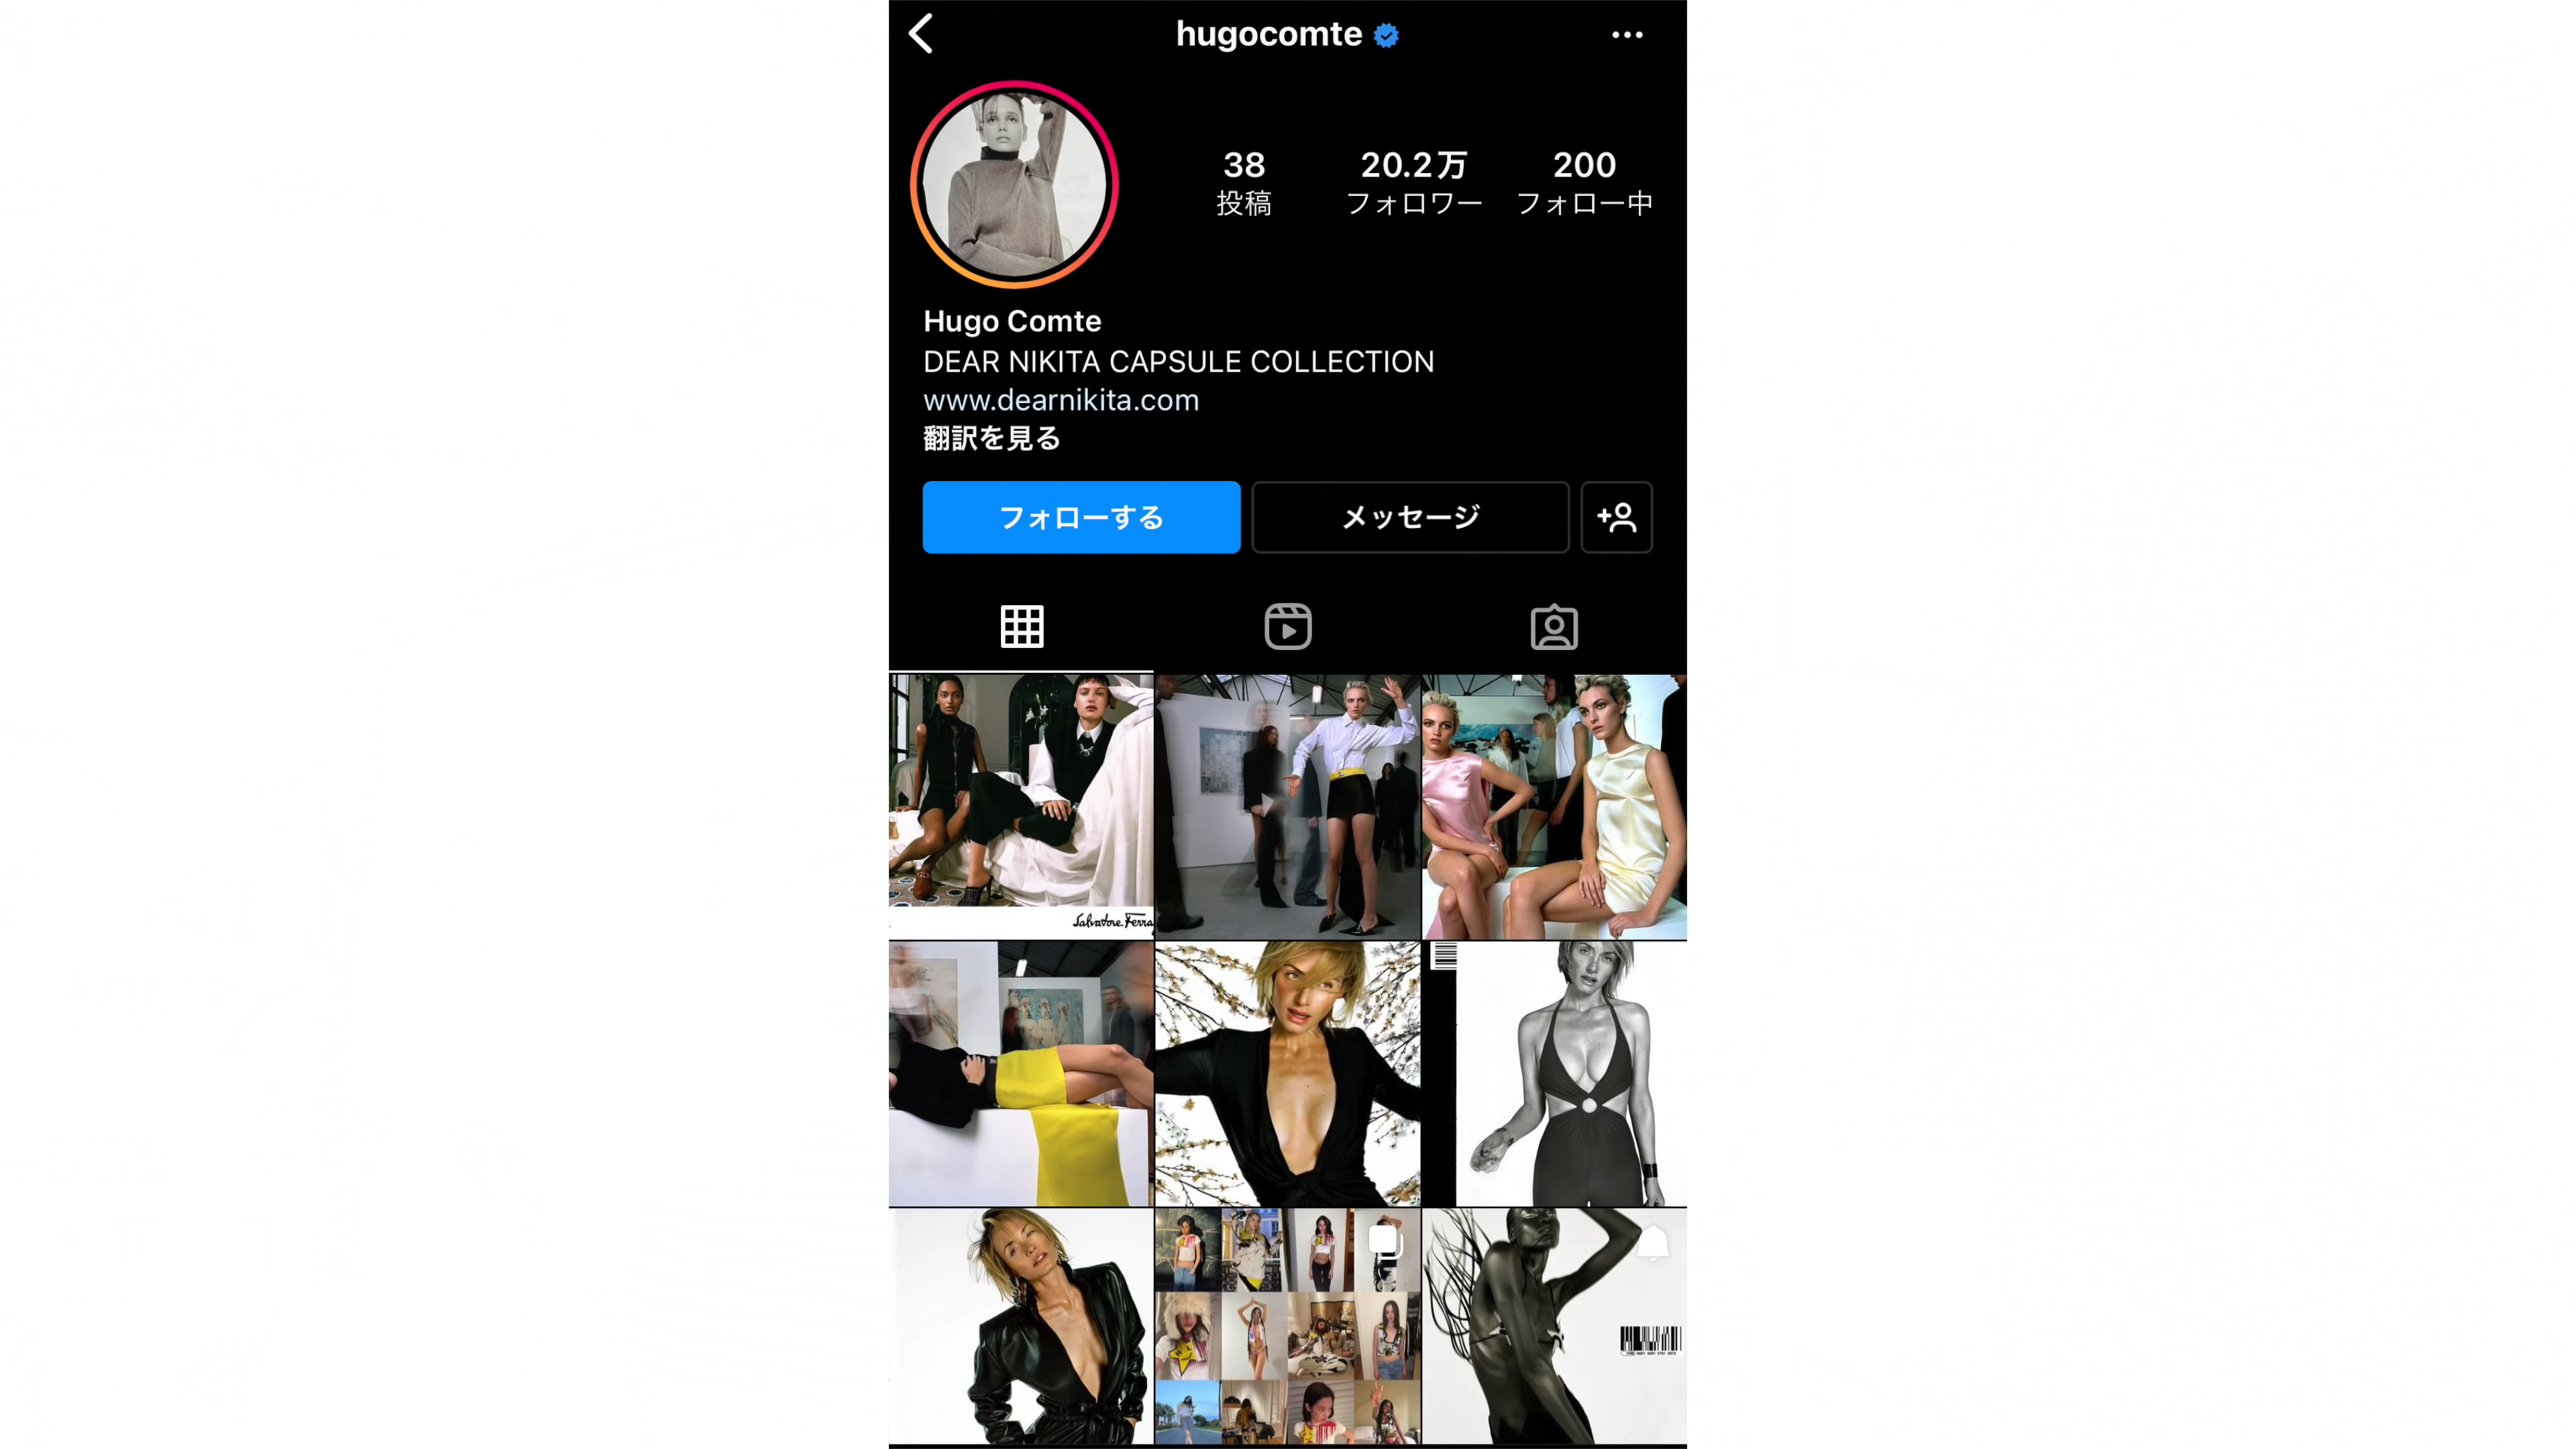 hugocomte
38
20.2万
200
投稿
フォロワー
フォロー中
Hugo Comte
DEAR NIKITA CAPSULE COLLECTION
www.dearnikita.com
翻訳を見る
フォローする
メッセージ
Salvatore Ferra